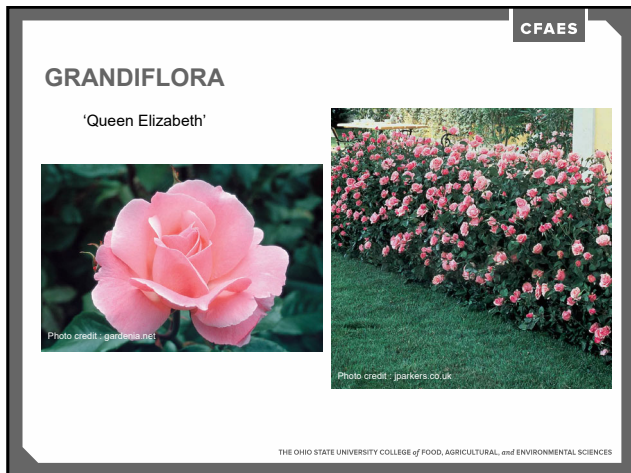 CFAES
GRANDIFLORA
‘Queen Elizabeth’
Photo credit : gardenia.net
Photo credit : jparkers.co.uk
THE OHIO STATE UNIVERSITY COLLEGE of FOOD, AGRICULTURAL, and ENVIRONMENTAL SCIENCES